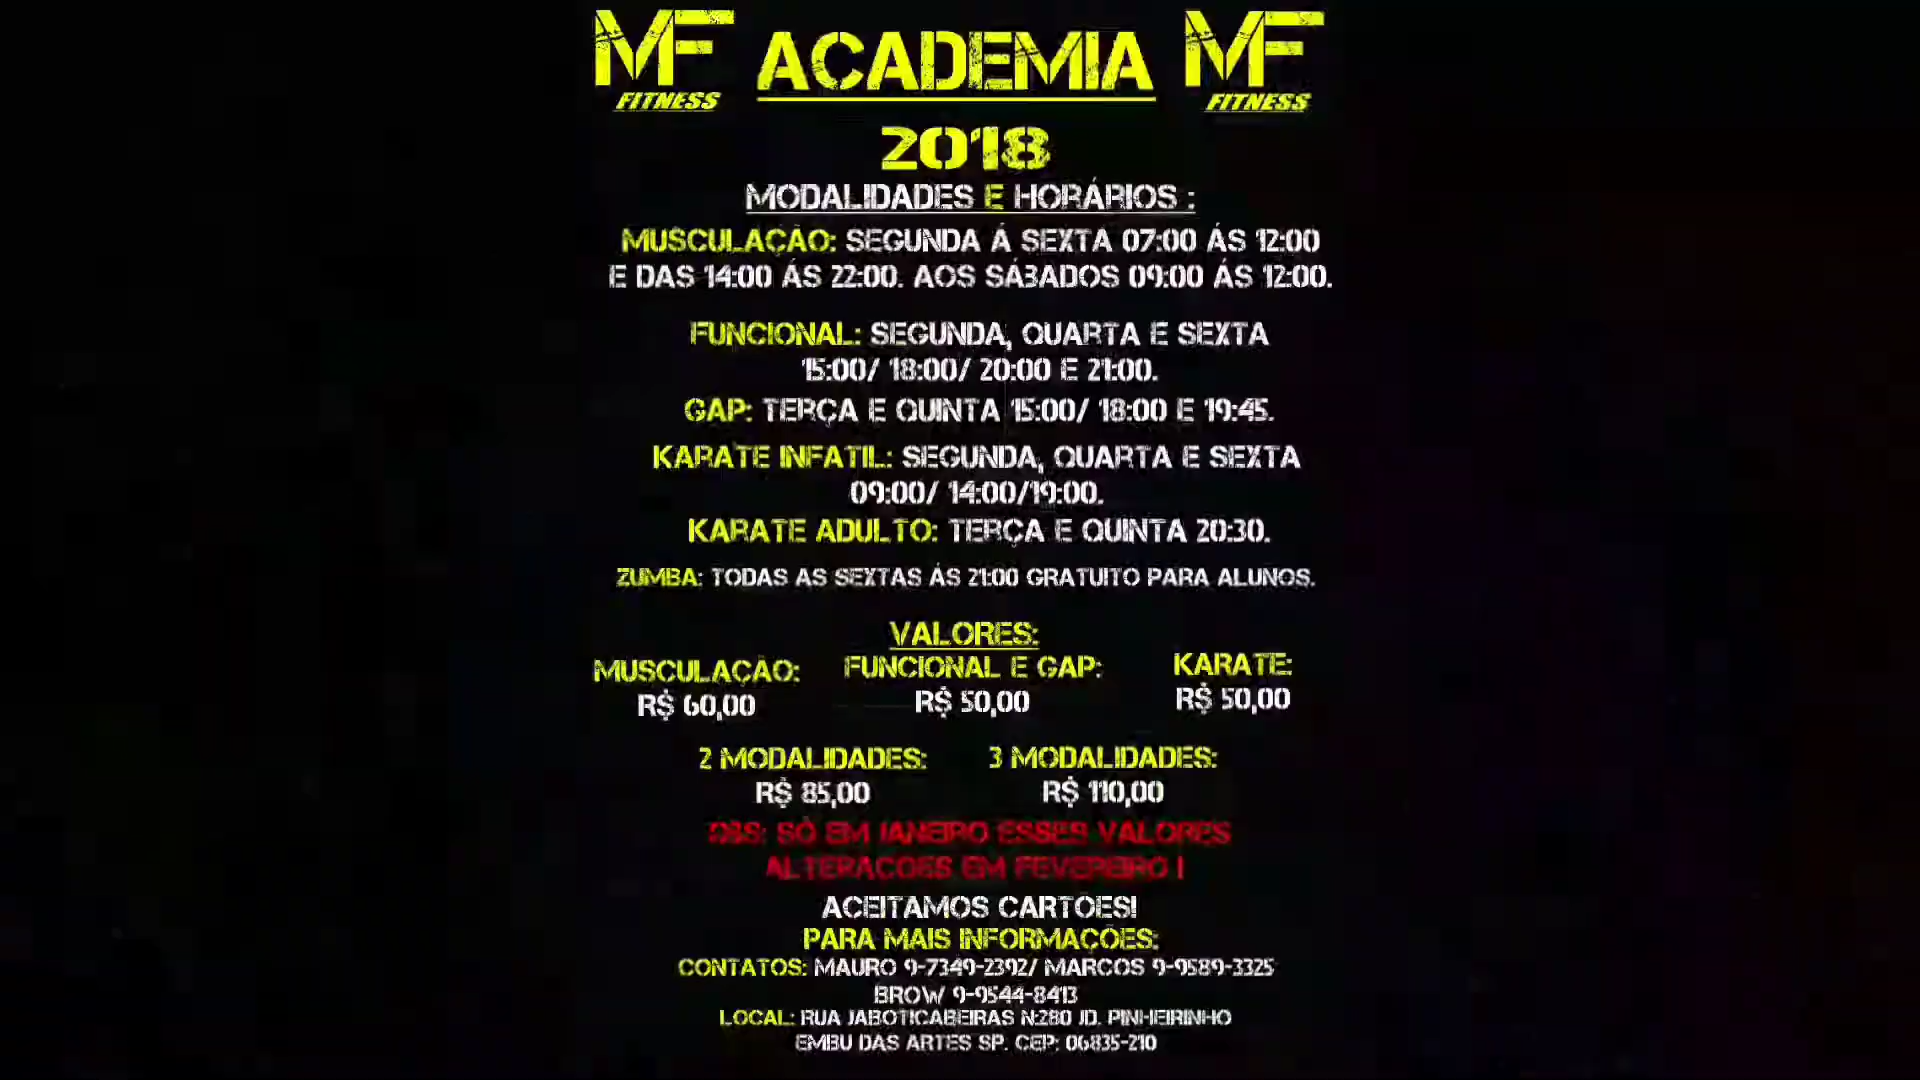 MF ACADEMIA MF
FITNESS FITNESS
2018
MODALIDADES E HORÁRIOS :
MUSCULAÇÃO: SEGUNDA Á SEXTA 07:00 ÁS 12:00
E DAS 14:00 ÁS 22:00. AOS SÁBADOS 09:00 ÁS 12:00.
FUNCIONAL: SEGUNDA, QUARTA E SEXTA
15:00/ 18:00/ 20:00 E 21:00.
GAP: TERÇA E QUINTA 15:00/ 18:00 E 19:45.
KARATE INFATIL: SEGUNDA, QUARTA E SEXTA
09:00/ 14:00/19:00.
KARATE ADULTO: TERÇA E QUINTA 20:30.
ZUMBA: TODAS AS SEXTAS ÁS 21:00 GRATUITO PARA ALUNOS.
VALORES:
MUSCULAÇÃO: FUNCIONAL E GAP: KARATE:
R$ 60,00 R$ 50,00 R$ 50,00
2 MODALIDADES: 3 MODALIDADES:
R$ 85,00 R$ 110,00
OBS: SÓ EM JANEIRO ESSES VALORES
ALTERACOES EM FEVEREIRO !
ACEITAMOS CARTÕES!
PARA MAIS INFORMAÇÕES:
CONTATOS: MAURO 9-7349-2392/ MARCOS 9-9589-3325
BROW 9-9544-8413
LOCAL: RUA JABOTICABEIRAS N:280 JD. PINHEIRINHO
EMBU DAS ARTES SP. CEP: 06835-210